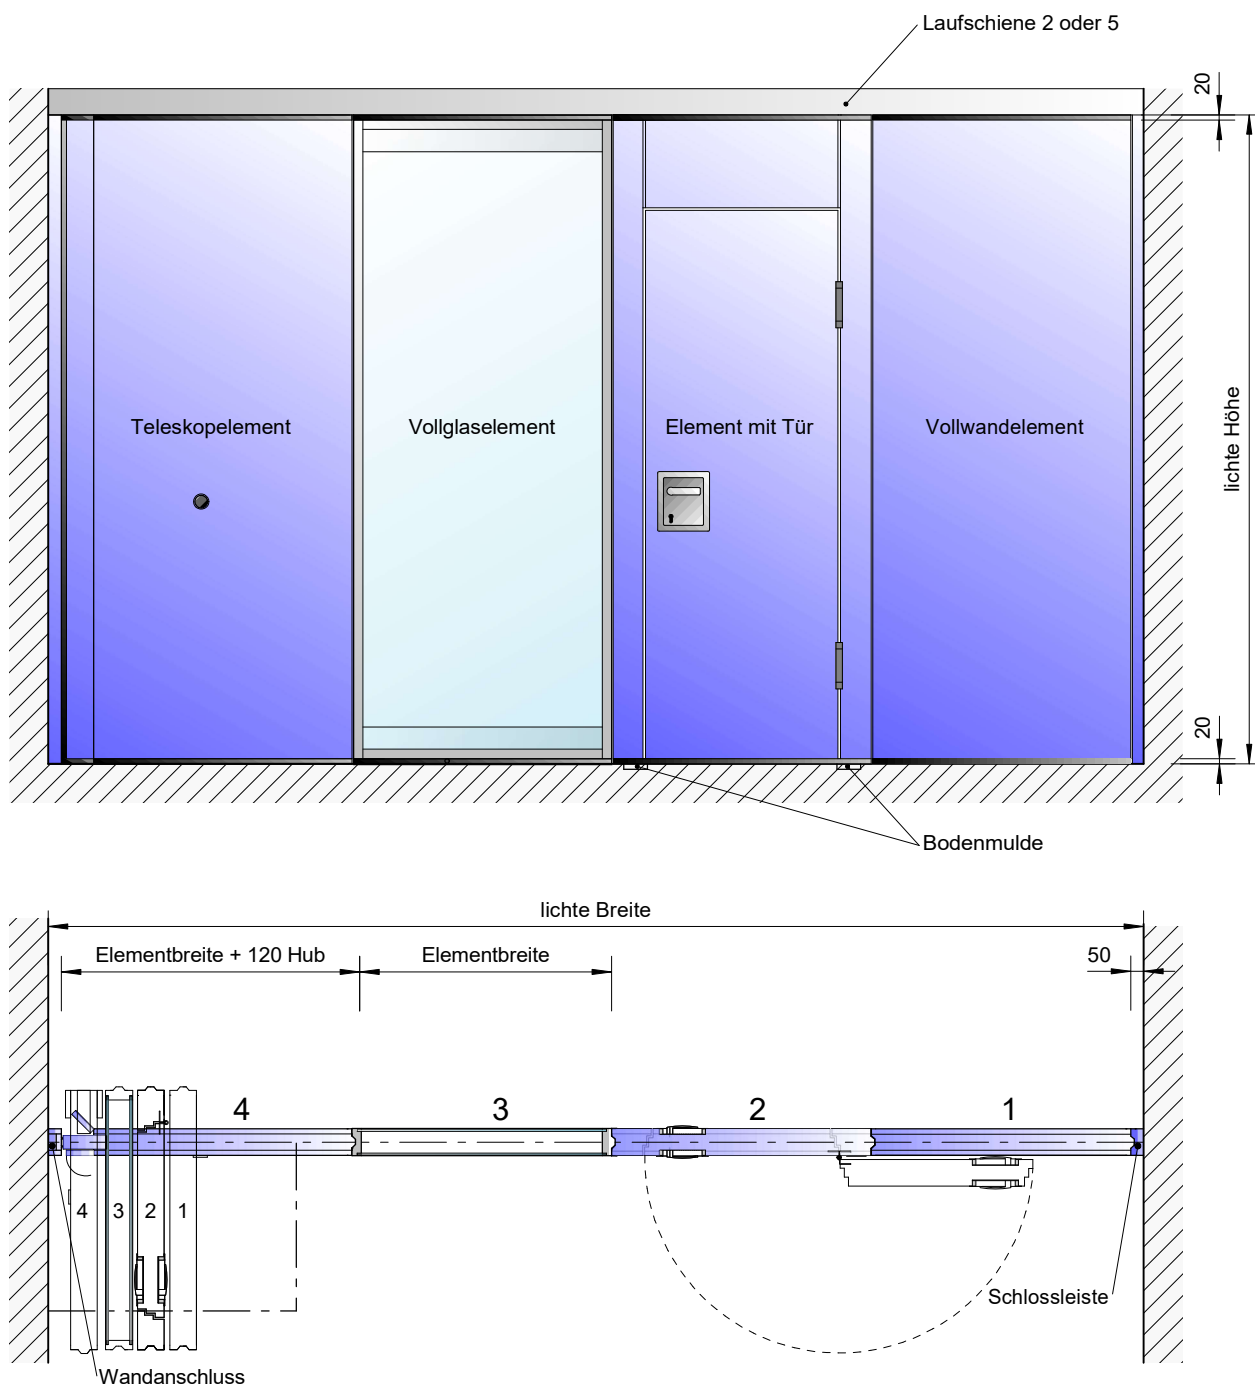 Laufschiene 2 oder 5
20
Teleskopelement
Vollglaselement
Element mit Tür
Vollwandelement
lichte Höhe
20
Bodenmulde
lichte Breite
Elementbreite + 120 Hub
Elementbreite
50
4
3
2
1
4
3
2
1
Schlossleiste
Wandanschluss